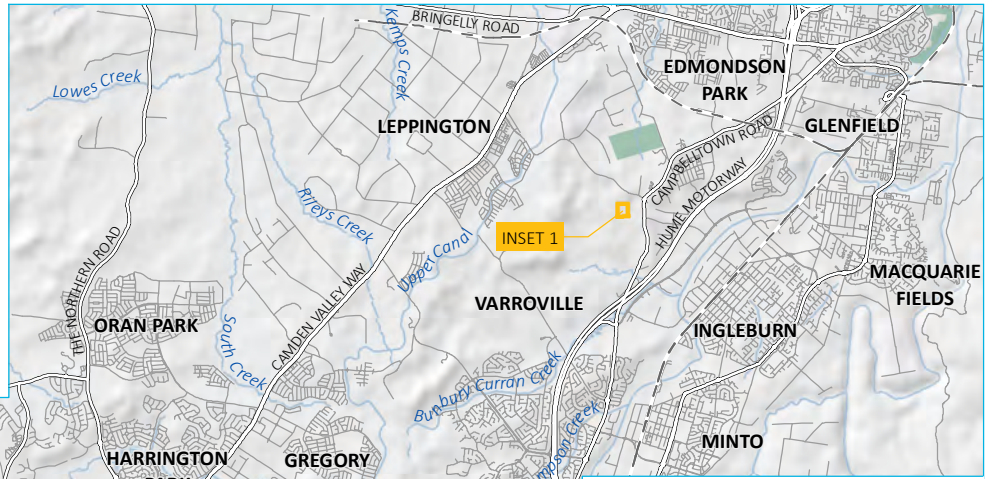 BRINGELLY ROAD
Kemps Creek
EDMONDSON
PARK
Lowes Creek
LEPPINGTON
GLENFIELD
CAMPBELLTOWN ROAD
HUME MOTORWAY
Rileys Creek
INSET 1
Upper Canal
THE NORTHERN ROAD
MACQUARIE
FIELDS
VARROVILLE
ORAN PARK
CAMDEN VALLEY WAY
INGLEBURN
South Creek
Bunbury Curran Creek
MINTO
HARRINGTON
GREGORY
mpson Creek